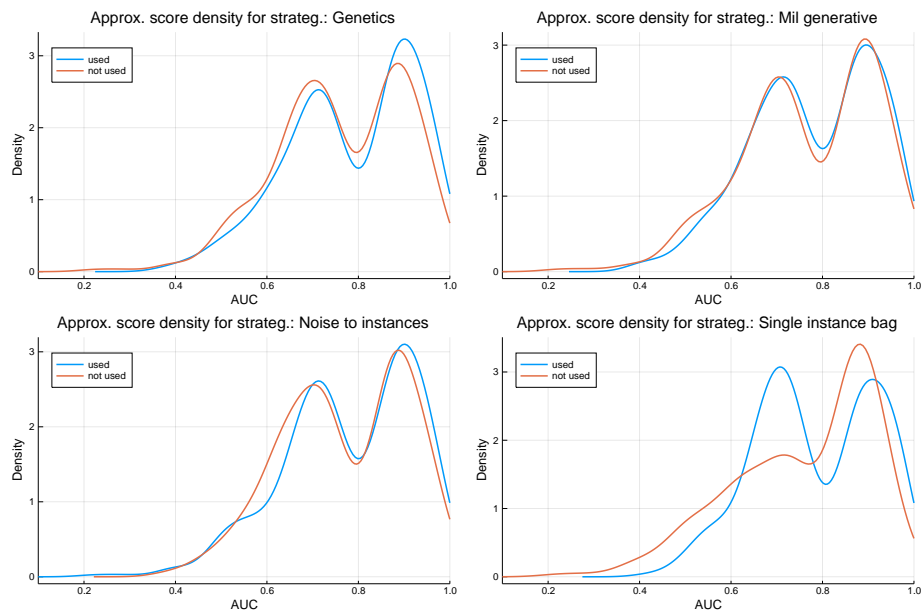 Approx. score density for strateg.: Genetics
used
not used
Density
3
2
1
0
0.2 0.4 0.6 0.8 1.0
AUC
Approx. score density for strateg.: Mil generative
used
not used
Density
3
2
1
0
0.2 0.4 0.6 0.8 1.0
AUC
Approx. score density for strateg.: Noise to instances
used
not used
Density
3
2
1
0
0.2 0.4 0.6 0.8 1.0
AUC
Approx. score density for strateg.: Single instance bag
used
not used
Density
3
2
1
0
0.2 0.4 0.6 0.8 1.0
AUC